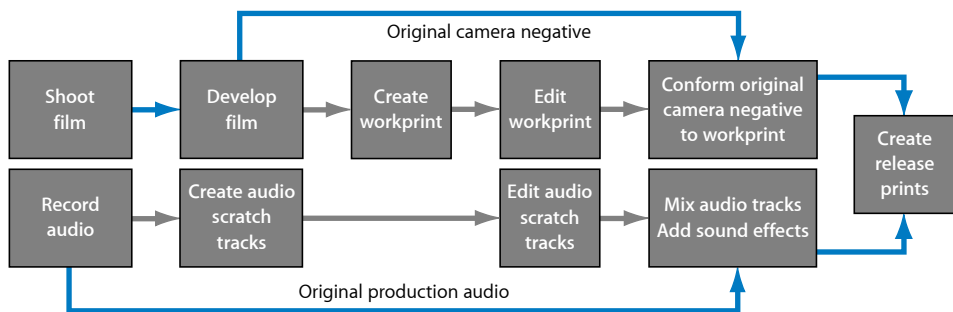 Original camera negative
Shoot
film
Develop
film
Create
workprint
Edit
workprint
Conform original
camera negative
to workprint
Create
release
prints
Record
audio
Create audio
scratch
tracks
Edit audio
scratch
tracks
Mix audio tracks
Add sound effects
Original production audio